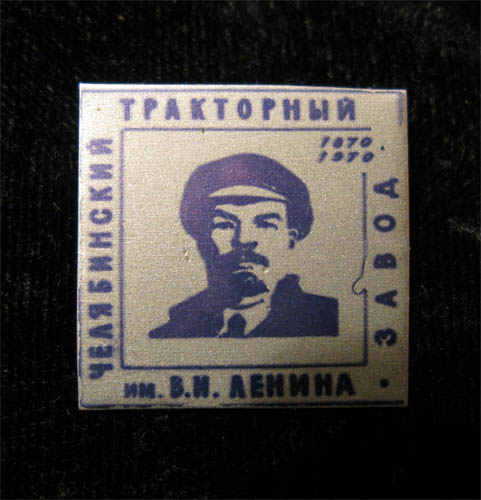 ЧЕЛЯБИНСКИЙ
ТРАКТОРНЫЙ
ЗАВОД
ИМ. В.И. ЛЕНИНА
1870
1970